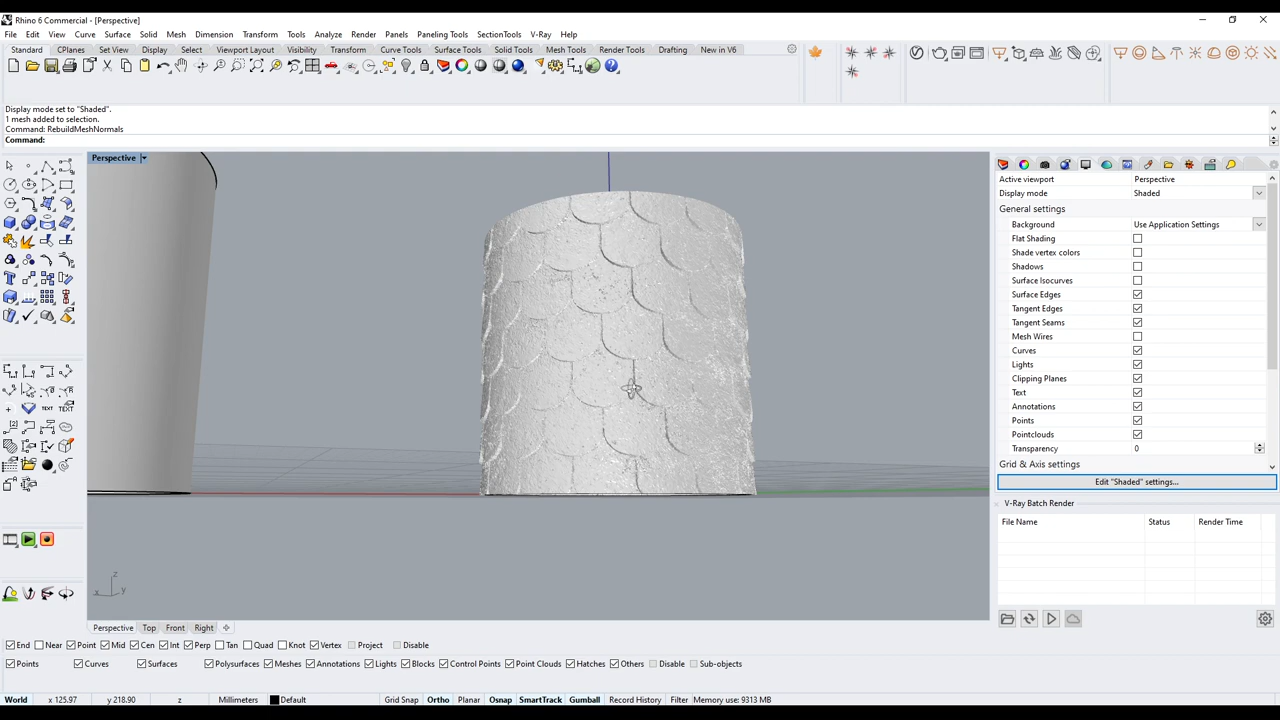 Rhino 6 Commercial - [Perspective]
File Edit View Curve Surface Solid Mesh Dimension Transform Tools Analyze Render Panels Paneling Tools SectionTools V-Ray Help
Standard CPlanes Set View Display Select Viewport Layout Visibility Transform Curve Tools Surface Tools Solid Tools Mesh Tools Render Tools Drafting New in V6
Display mode set to "Shaded".
1 mesh added to selection.
Command: RebuildMeshNormals
Command:
Perspective
Active viewport Perspective
Display mode Shaded
General settings
Background Use Application Settings
Flat Shading
Shade vertex colors
Shadows
Surface Isocurves
Surface Edges
Tangent Edges
Tangent Seams
Mesh Wires
Curves
Lights
Clipping Planes
Text
Annotations
Points
Pointclouds
Transparency 0
Grid & Axis settings
Edit "Shaded" settings...
V-Ray Batch Render
File Name Status Render Time
TEXT TEXT
z
x y
Perspective Top Front Right
End Near Point Mid Cen Int Perp Tan Quad Knot Vertex Project Disable
Points Curves Surfaces Polysurfaces Meshes Annotations Lights Blocks Control Points Point Clouds Hatches Others Disable Sub-objects
World x 125.97 y 218.90 z Millimeters Default Grid Snap Ortho Planar Osnap SmartTrack Gumball Record History Filter Memory use: 9313 MB